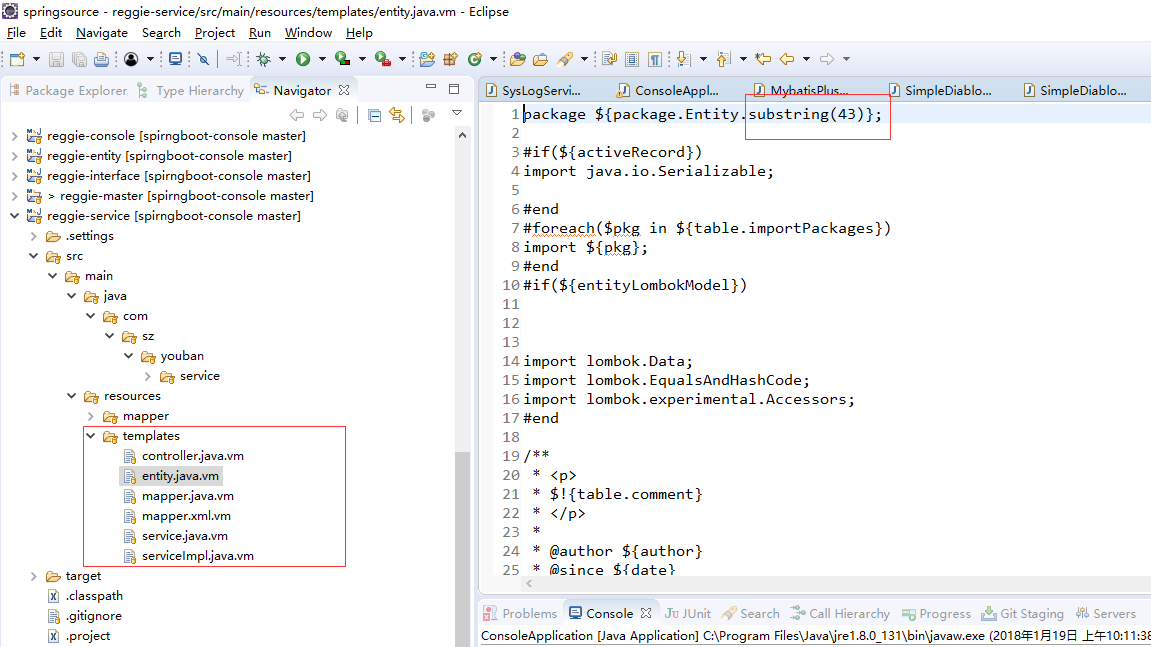 springsource - reggie-service/src/main/resources/templates/entity.java.vm - Eclipse
File Edit Navigate Search Project Run Window Help
Package Explorer Type Hierarchy Navigator
reggie-console [spirngboot-console master]
reggie-entity [spirngboot-console master]
reggie-interface [spirngboot-console master]
> reggie-master [spirngboot-console master]
reggie-service [spirngboot-console master]
.settings
src
main
java
com
sz
youban
service
resources
mapper
templates
controller.java.vm
entity.java.vm
mapper.java.vm
mapper.xml.vm
service.java.vm
serviceImpl.java.vm
target
.classpath
.gitignore
.project
SysLogServi... ConsoleAppl... MybatisPlus... SimpleDiablo... SimpleDiablo...
1 package ${package.Entity.substring(43)};
2
3 #if(${activeRecord})
4 import java.io.Serializable;
5
6 #end
7 #foreach($pkg in ${table.importPackages})
8 import ${pkg};
9 #end
10 #if(${entityLombokModel})
11
12
13
14 import lombok.Data;
15 import lombok.EqualsAndHashCode;
16 import lombok.experimental.Accessors;
17 #end
18
19 /**
20 * <p>
21 * $!{table.comment}
22 * </p>
23 *
24 * @author ${author}
25 * @since ${date}
Problems Console JUnit Search Call Hierarchy Progress Git Staging Servers
ConsoleApplication [Java Application] C:\Program Files\Java\jre1.8.0_131\bin\javaw.exe (2018年1月19日 上午10:11:38